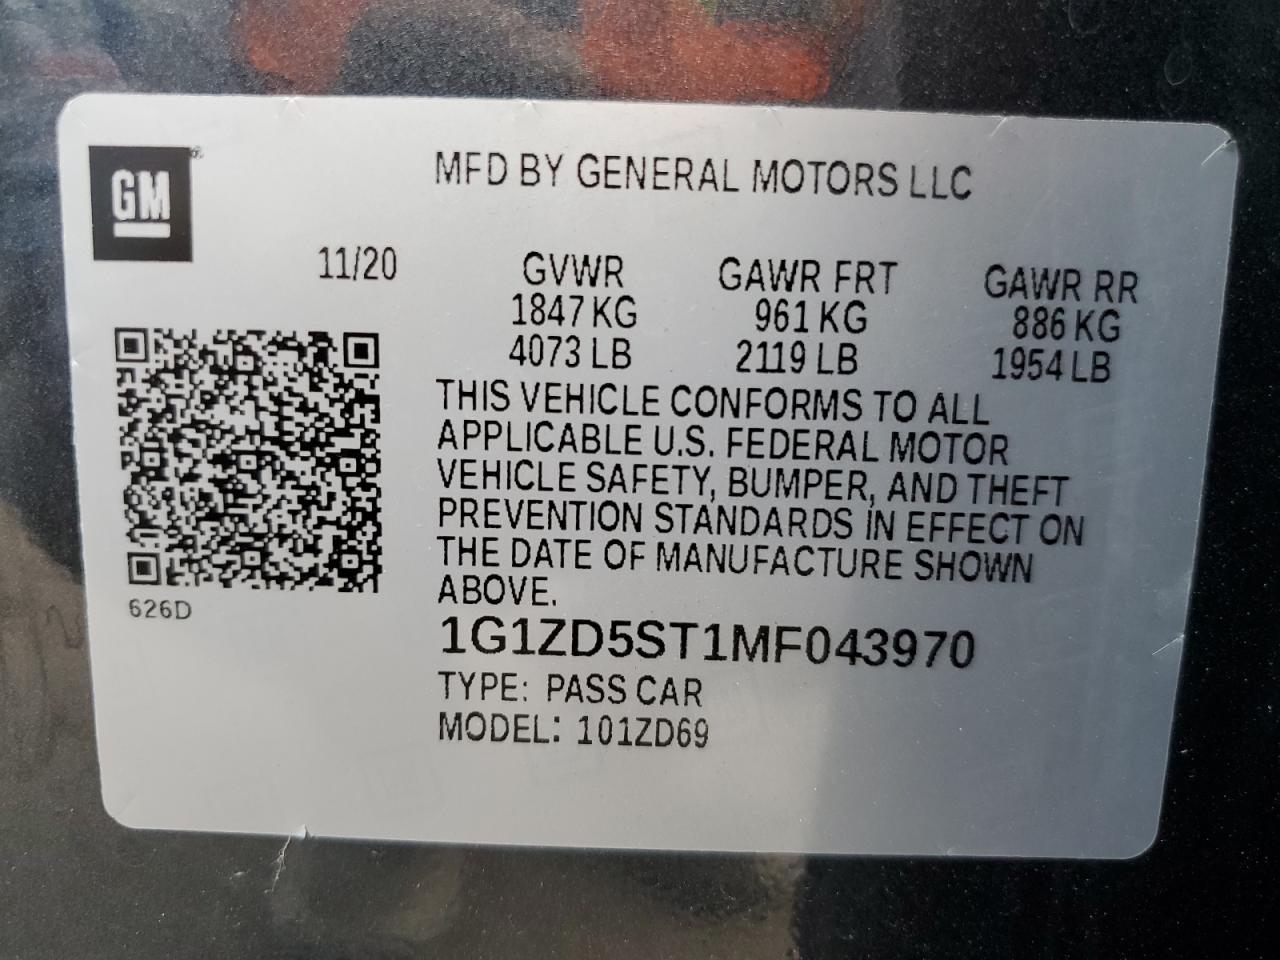 GM
MFD BY GENERAL MOTORS LLC
11/20 GVWR GAWR FRT GAWR RR
1847 KG 961 KG 886 KG
4073 LB 2119 LB 1954 LB
THIS VEHICLE CONFORMS TO ALL
APPLICABLE U.S. FEDERAL MOTOR
VEHICLE SAFETY, BUMPER, AND THEFT
PREVENTION STANDARDS IN EFFECT ON
THE DATE OF MANUFACTURE SHOWN
ABOVE.
626D
1G1ZD5ST1MF043970
TYPE: PASS CAR
MODEL: 101ZD69